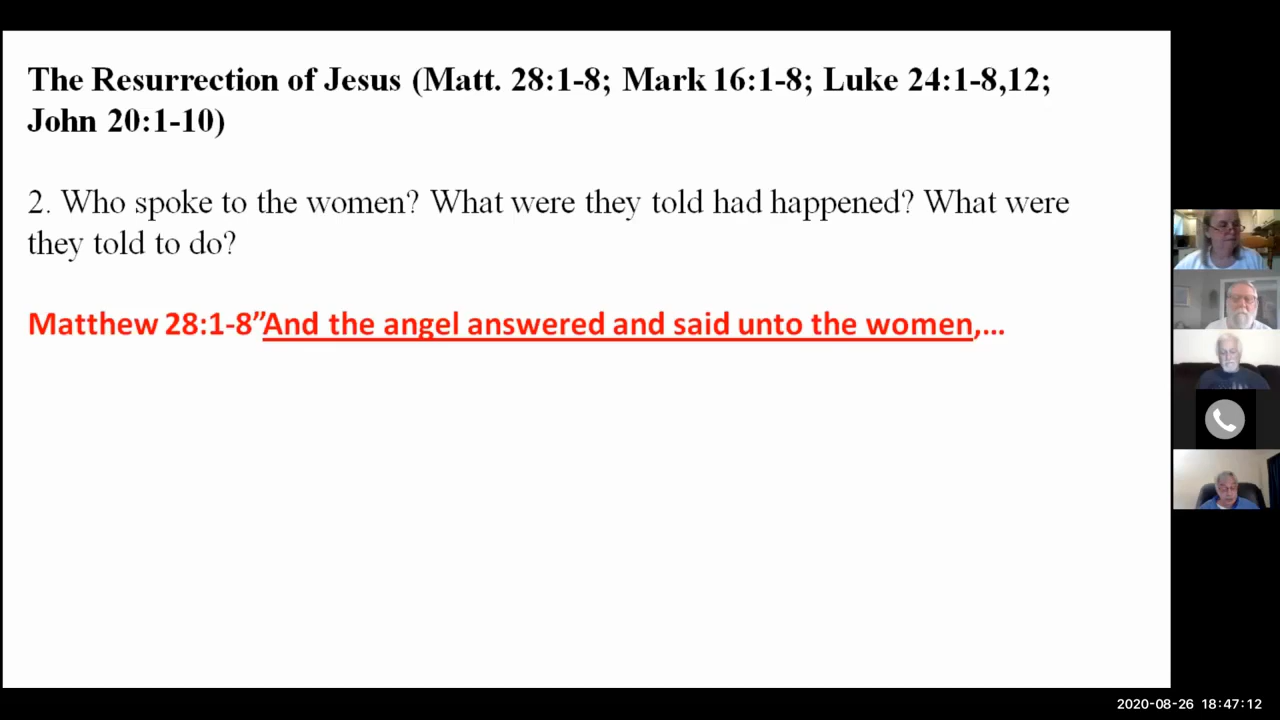 The Resurrection of Jesus (Matt. 28:1-8; Mark 16:1-8; Luke 24:1-8,12;
John 20:1-10)
2. Who spoke to the women? What were they told had happened? What were
they told to do?
Matthew 28:1-8”And the angel answered and said unto the women,...
2020-08-26 18:47:12